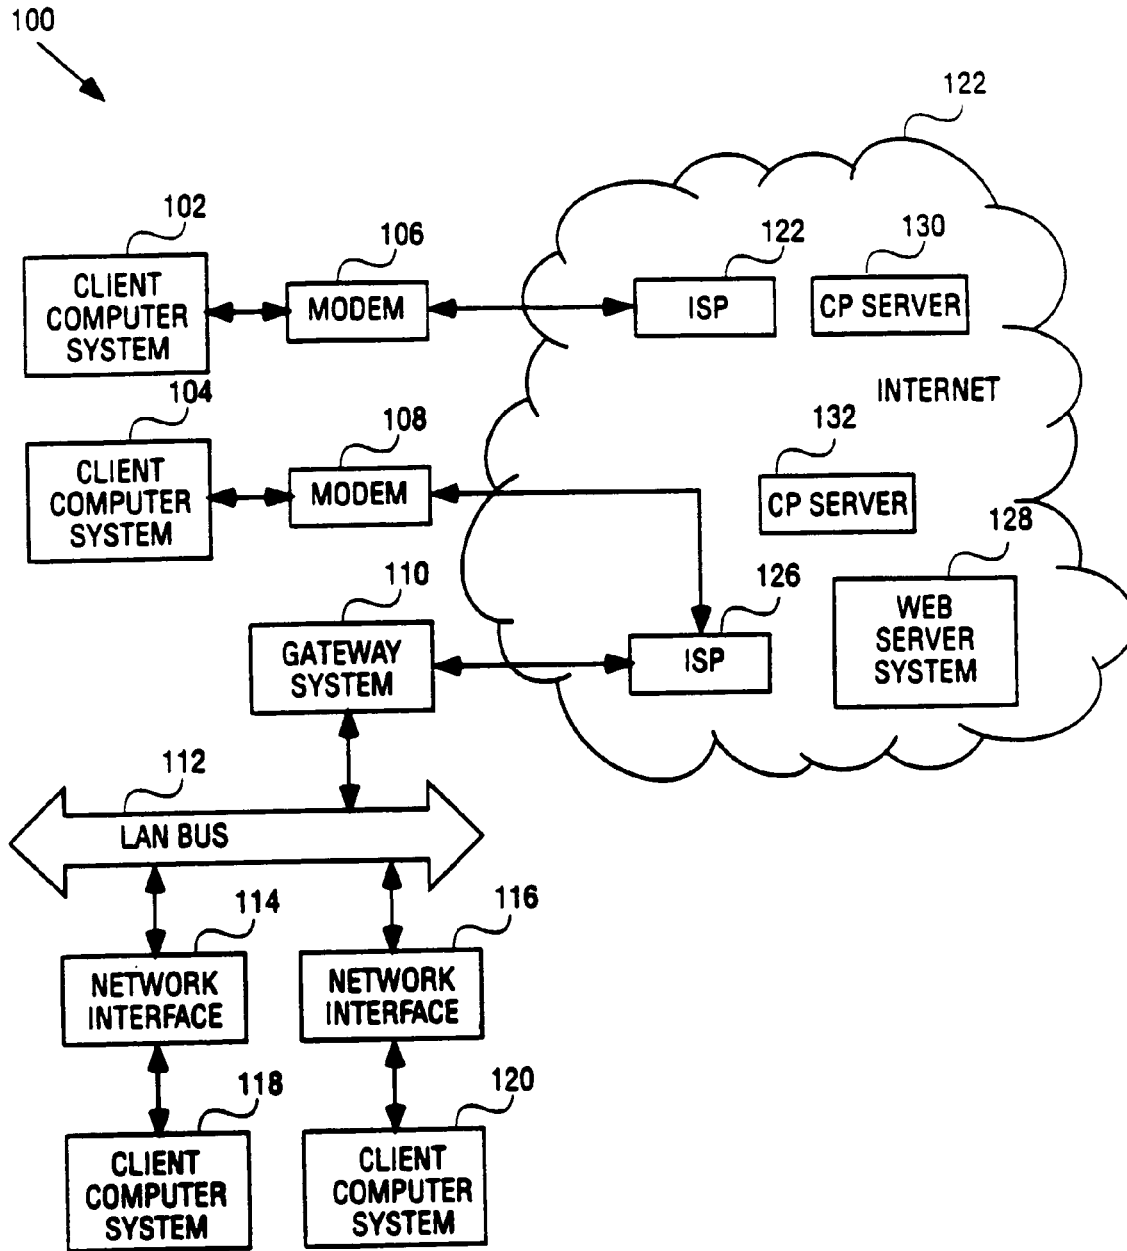 100
122
102
CLIENT
COMPUTER
SYSTEM
106
MODEM
122
ISP
130
CP SERVER
INTERNET
104
CLIENT
COMPUTER
SYSTEM
108
MODEM
132
CP SERVER
110
GATEWAY
SYSTEM
126
ISP
128
WEB
SERVER
SYSTEM
112
LAN BUS
114
NETWORK
INTERFACE
116
NETWORK
INTERFACE
118
CLIENT
COMPUTER
SYSTEM
120
CLIENT
COMPUTER
SYSTEM